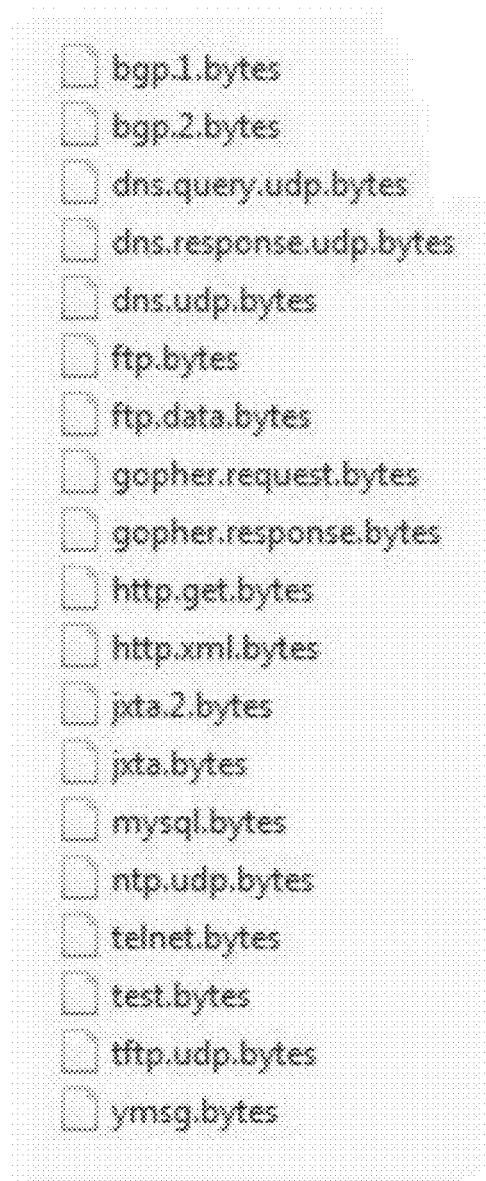 bgp.1.bytes
bgp.2.bytes
dns.query.udp.bytes
dns.response.udp.bytes
dns.udp.bytes
ftp.bytes
ftp.data.bytes
gopher.request.bytes
gopher.response.bytes
http.get.bytes
http.xml.bytes
jxta.2.bytes
jxta.bytes
mysql.bytes
ntp.udp.bytes
telnet.bytes
test.bytes
tftp.udp.bytes
ymsg.bytes